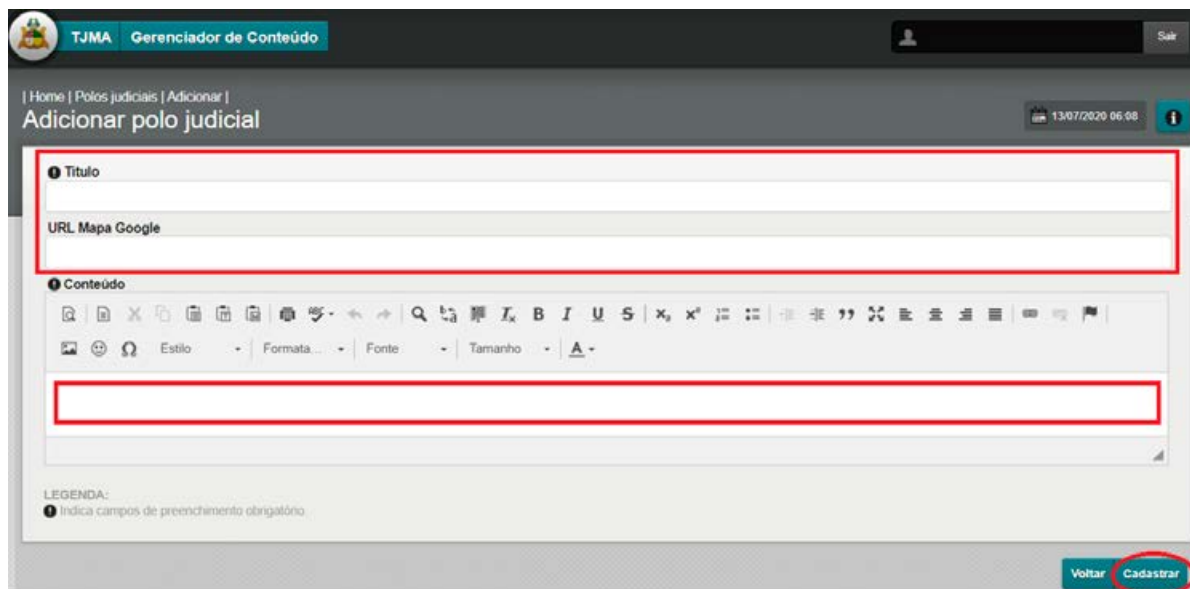 TJMA Gerenciador de Conteúdo
Sair
| Home | Polos judiciais | Adicionar |
Adicionar polo judicial
13/07/2020 06:08
Titulo
URL Mapa Google
Conteúdo
B I U S
Estilo Formata... Fonte Tamanho A
LEGENDA:
Indica campos de preenchimento obrigatório
Voltar Cadastrar